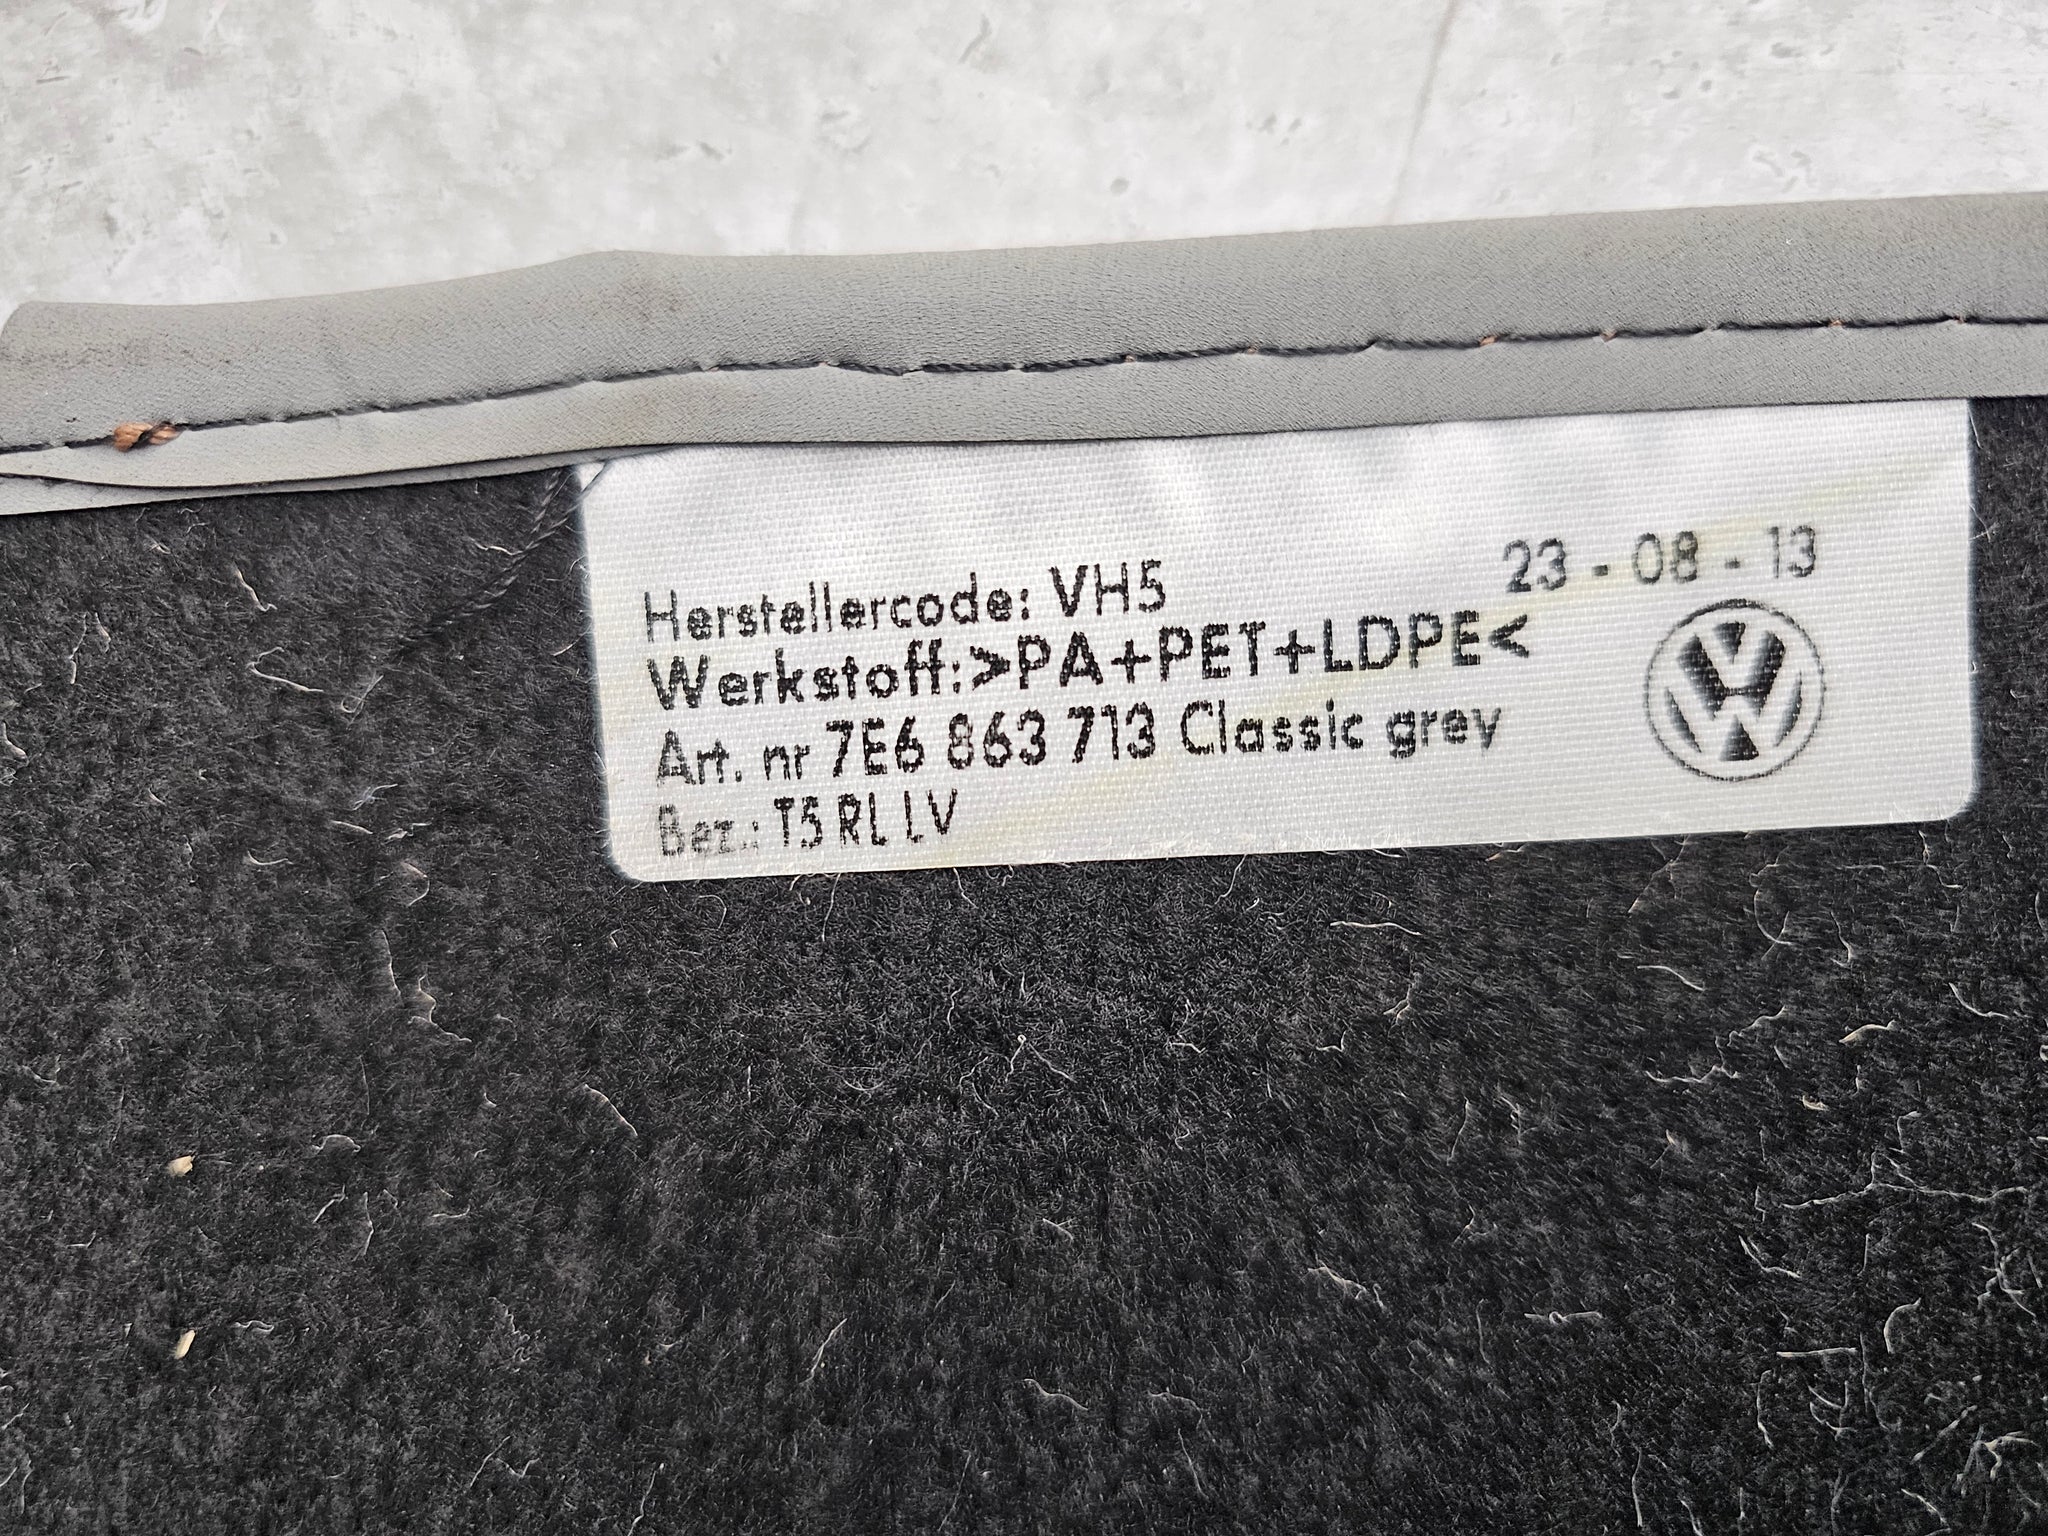 23 - 08 - 13
Herstellercode: VH5
Werkstoff:>PA+PET+LDPE<
Art. nr 7E6 863 713 Classic grey
Bez.: T5 RL LV